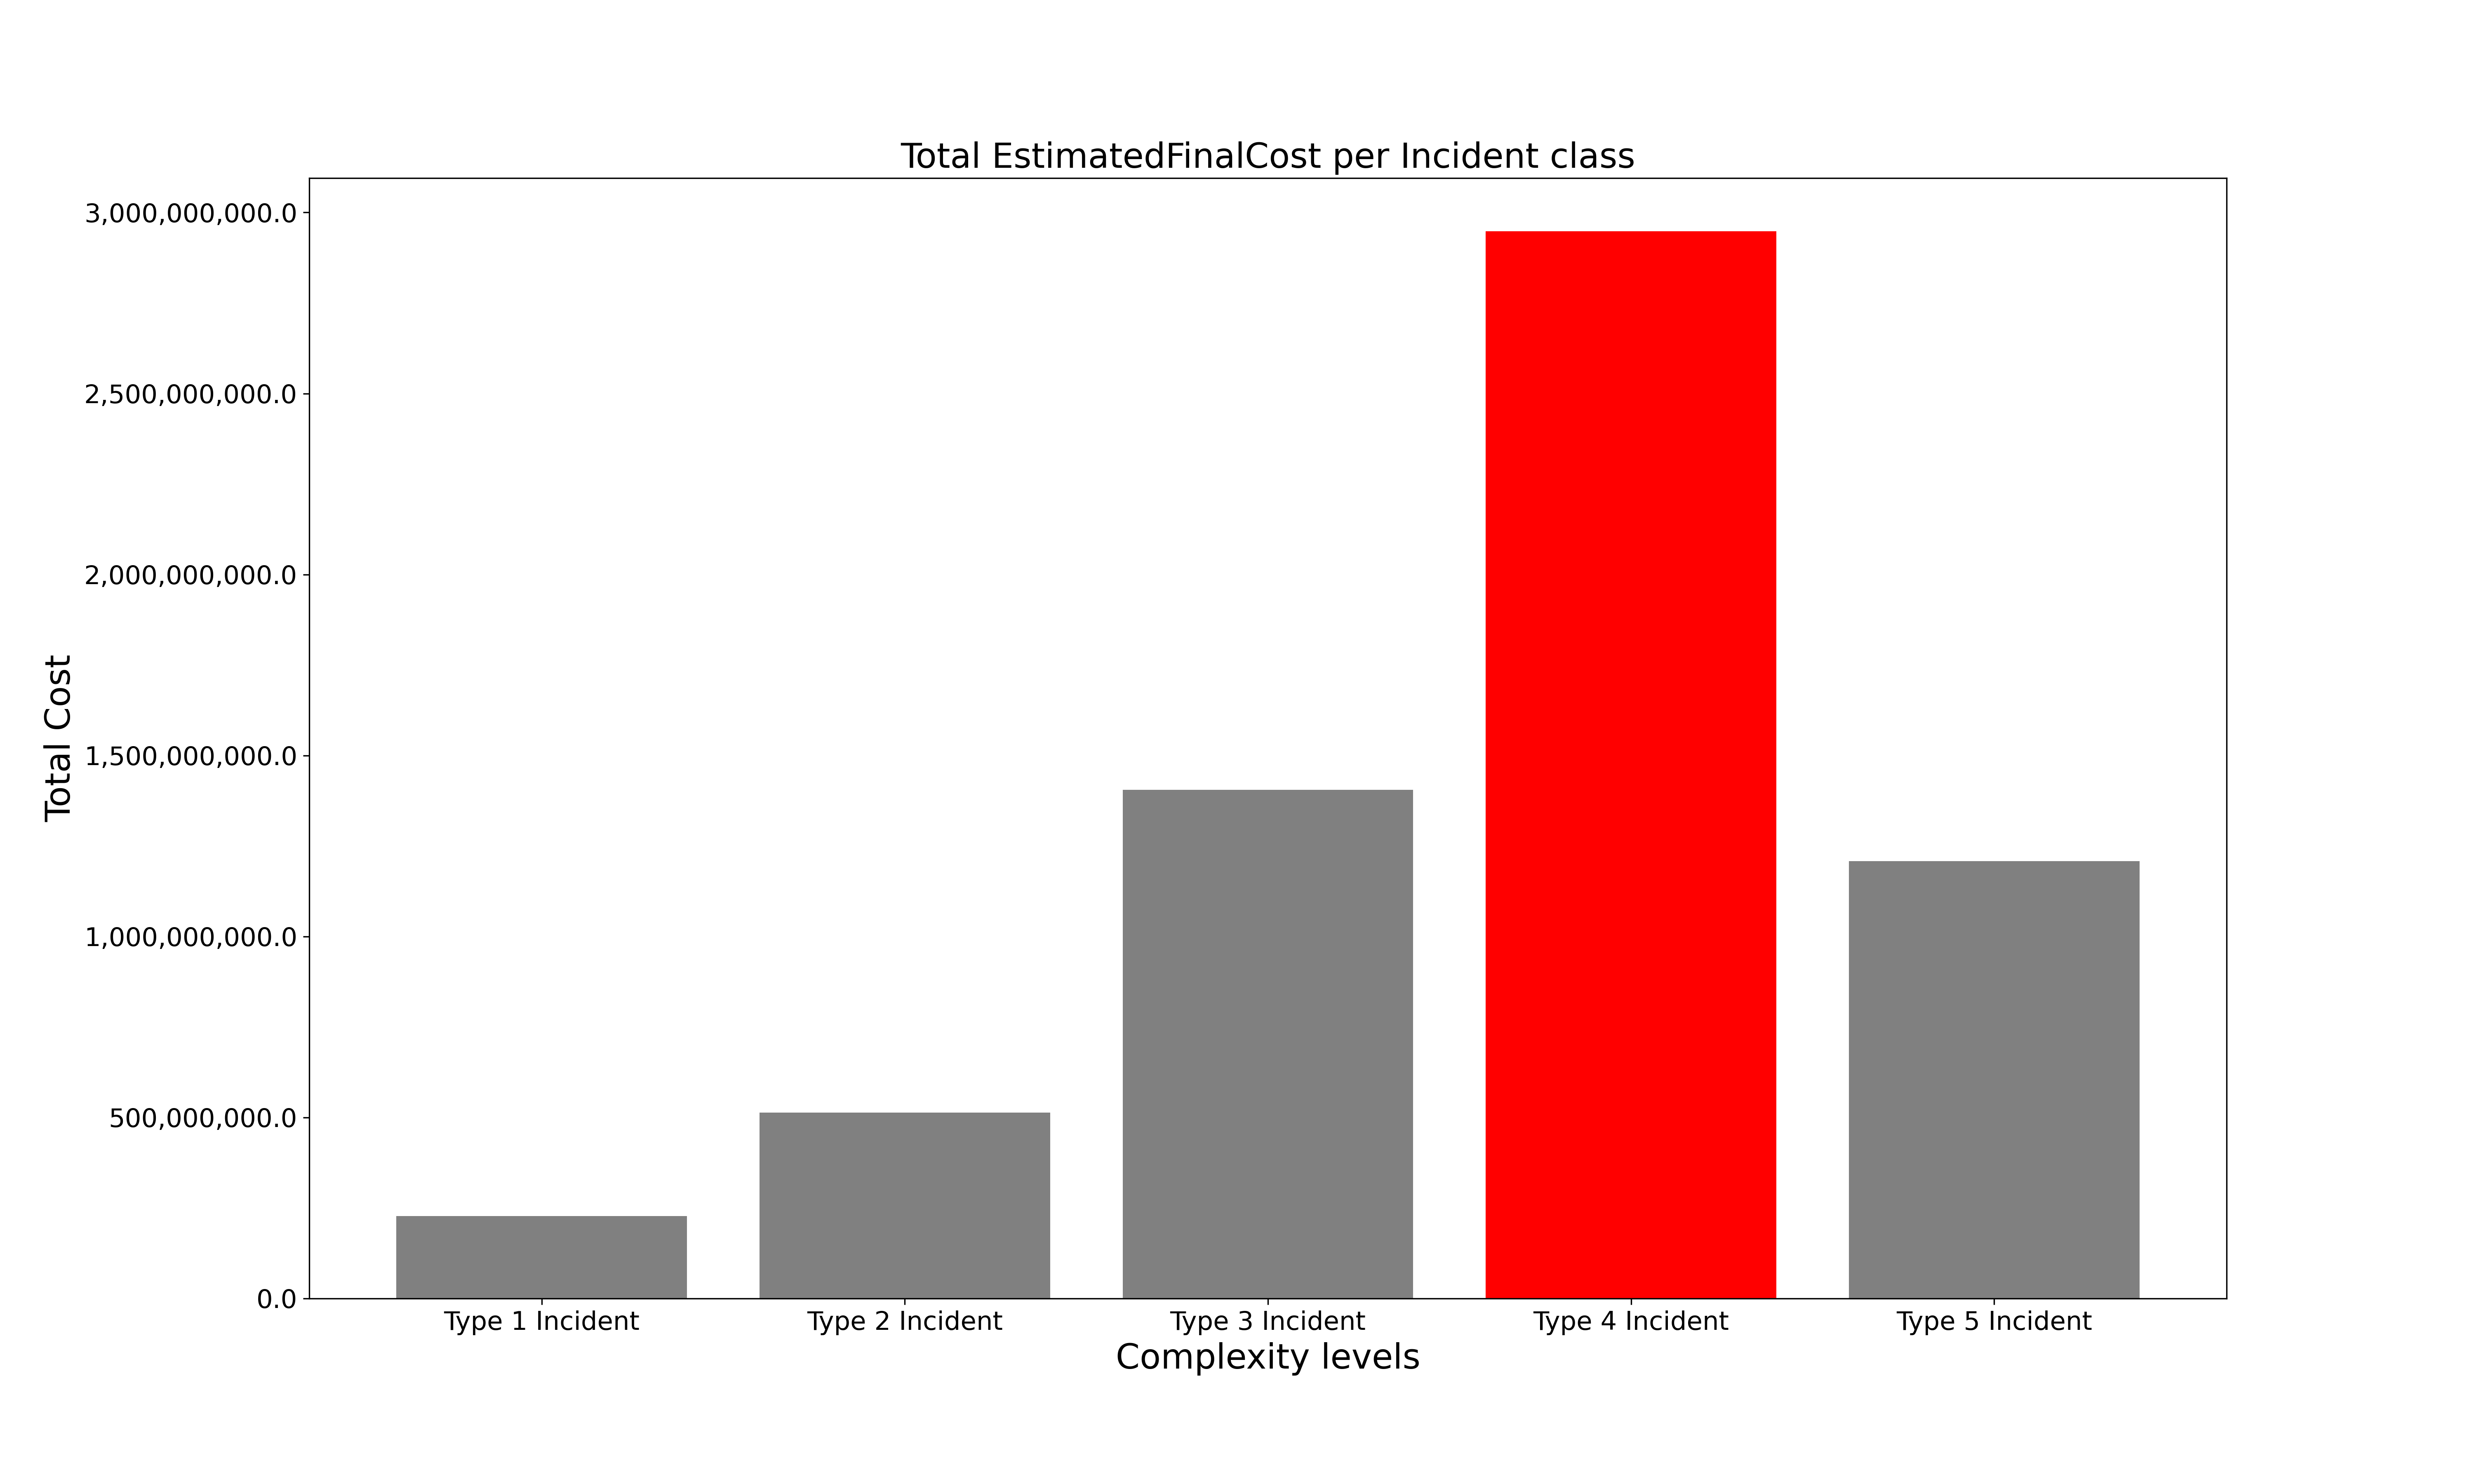 Total EstimatedFinalCost per Incident class
3,000,000,000.0
2,500,000,000.0
2,000,000,000.0
1,500,000,000.0
1,000,000,000.0
500,000,000.0
0.0
Total Cost
Type 1 Incident
Type 2 Incident
Type 3 Incident
Type 4 Incident
Type 5 Incident
Complexity levels